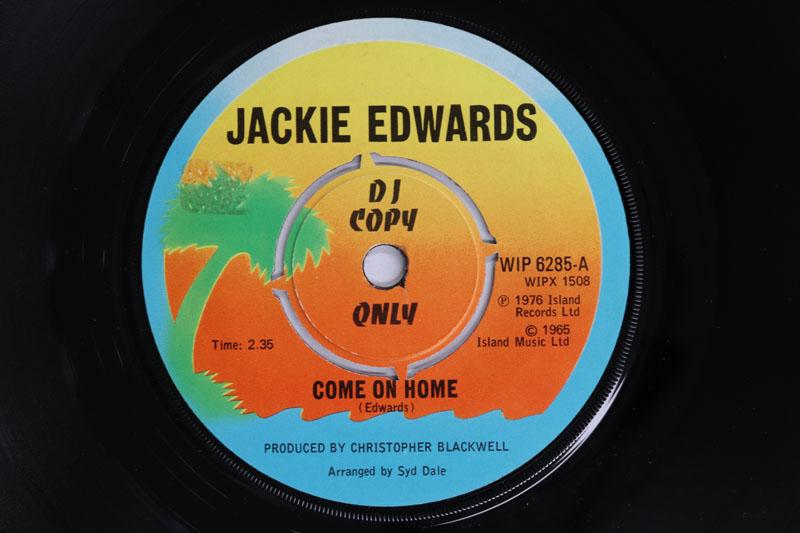 JACKIE EDWARDS
DJ
COPY
ONLY
WIP 6285-A
WIPX 1508
Ⓟ 1976 Island
Records Ltd
© 1965
Island Music Ltd
Time: 2.35
COME ON HOME
(Edwards)
PRODUCED BY CHRISTOPHER BLACKWELL
Arranged by Syd Dale